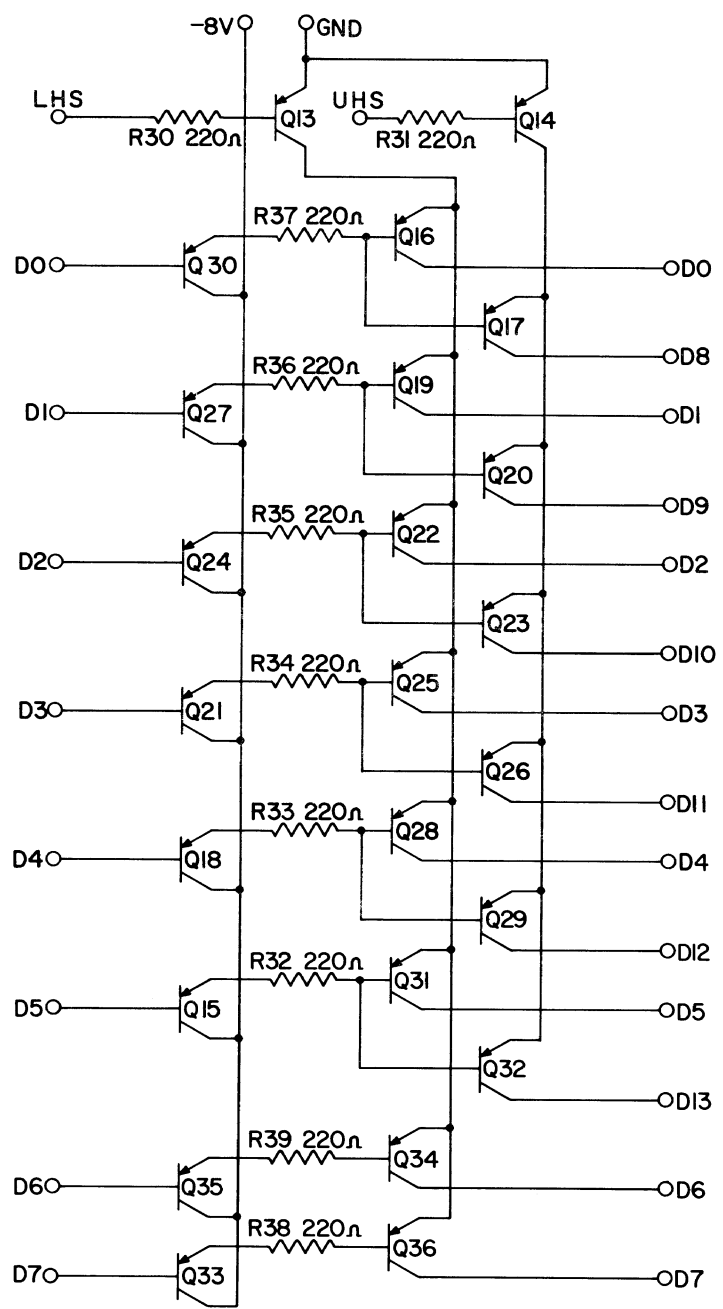 -8V GND
LHS UHS
R30 220Ω Q13 R31 220Ω Q14
R37 220Ω Q16
D0 Q30 D0
Q17
D8
R36 220Ω Q19
D1 Q27 D1
Q20
D9
R35 220Ω Q22
D2 Q24 D2
Q23
D10
R34 220Ω Q25
D3 Q21 D3
Q26
D11
R33 220Ω Q28
D4 Q18 D4
Q29
D12
R32 220Ω Q31
D5 Q15 D5
Q32
D13
R39 220Ω Q34
D6 Q35 D6
R38 220Ω Q36
D7 Q33 D7